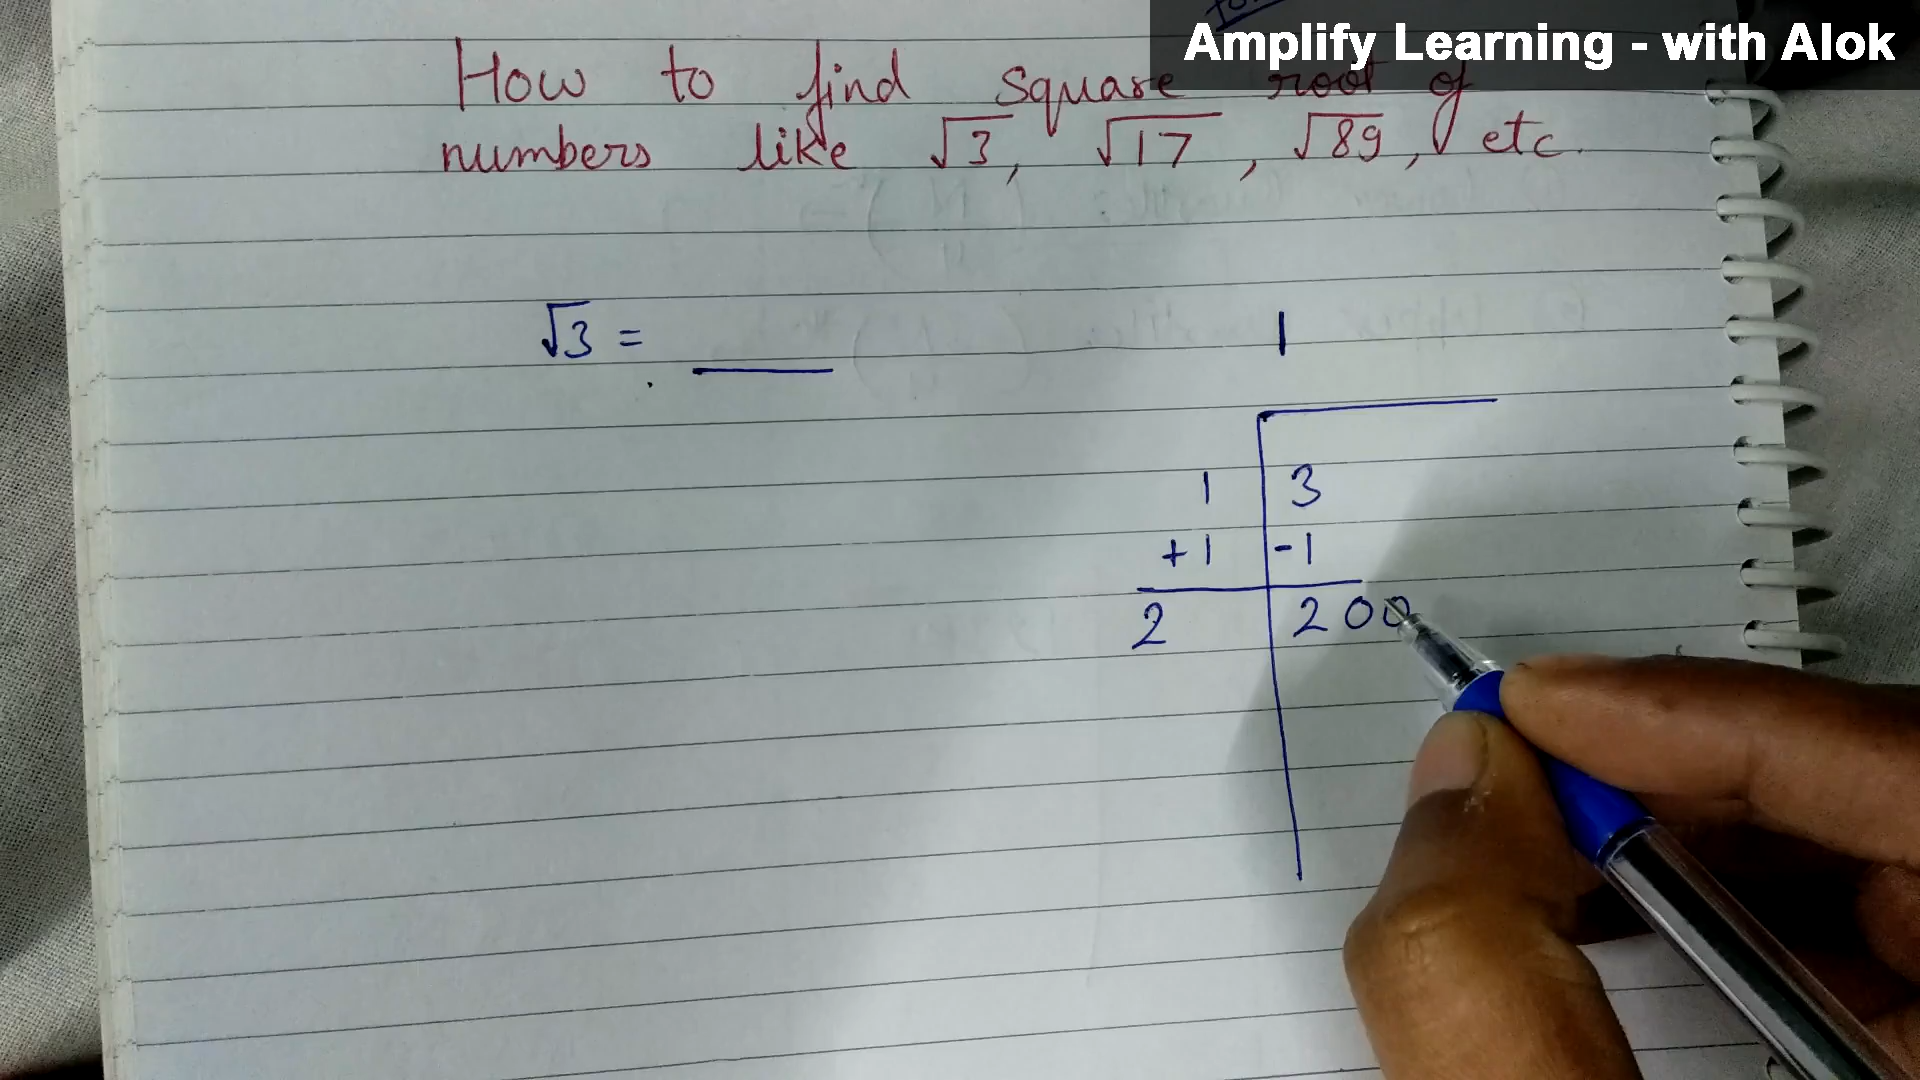 Amplify Learning - with Alok
How to find square root of
numbers like √3, √17, √89, etc.
√3 = ____
1
1 3
+1 -1
2 200